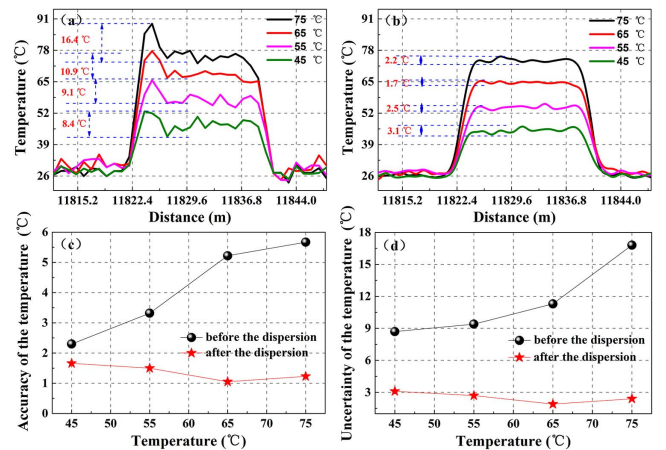 (a)
75 ℃
65 ℃
55 ℃
45 ℃
16.4 ℃
10.9 ℃
9.1 ℃
8.4 ℃
Temperature (℃)
91
78
65
52
39
26
11815.2 11822.4 11829.6 11836.8 11844.0
Distance (m)
(b)
75 ℃
65 ℃
55 ℃
45 ℃
2.2 ℃
1.7 ℃
2.5 ℃
3.1 ℃
Temperature (℃)
91
78
65
52
39
26
11815.2 11822.4 11829.6 11836.8 11844.0
Distance (m)
(c)
before the dispersion
after the dispersion
Accuracy of the temperature (℃)
6
5
4
3
2
1
0
45 50 55 60 65 70 75
Temperature (℃)
(d)
before the dispersion
after the dispersion
Uncertainty of the temperature (℃)
18
15
12
9
6
3
45 50 55 60 65 70 75
Temperature (℃)